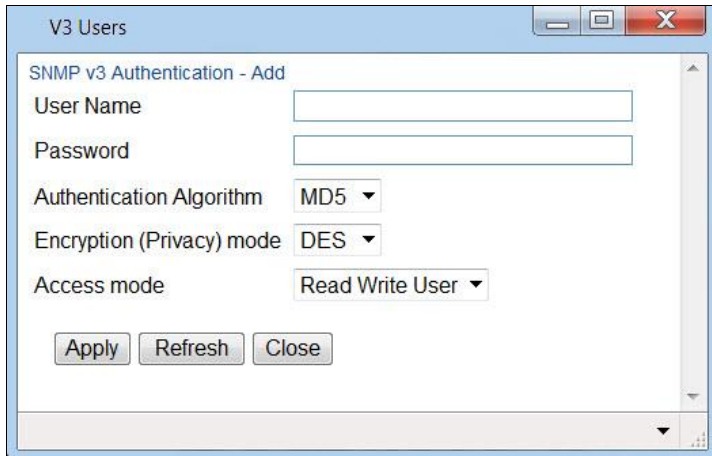 V3 Users
SNMP v3 Authentication - Add
User Name
Password
Authentication Algorithm MD5
Encryption (Privacy) mode DES
Access mode Read Write User
Apply Refresh Close